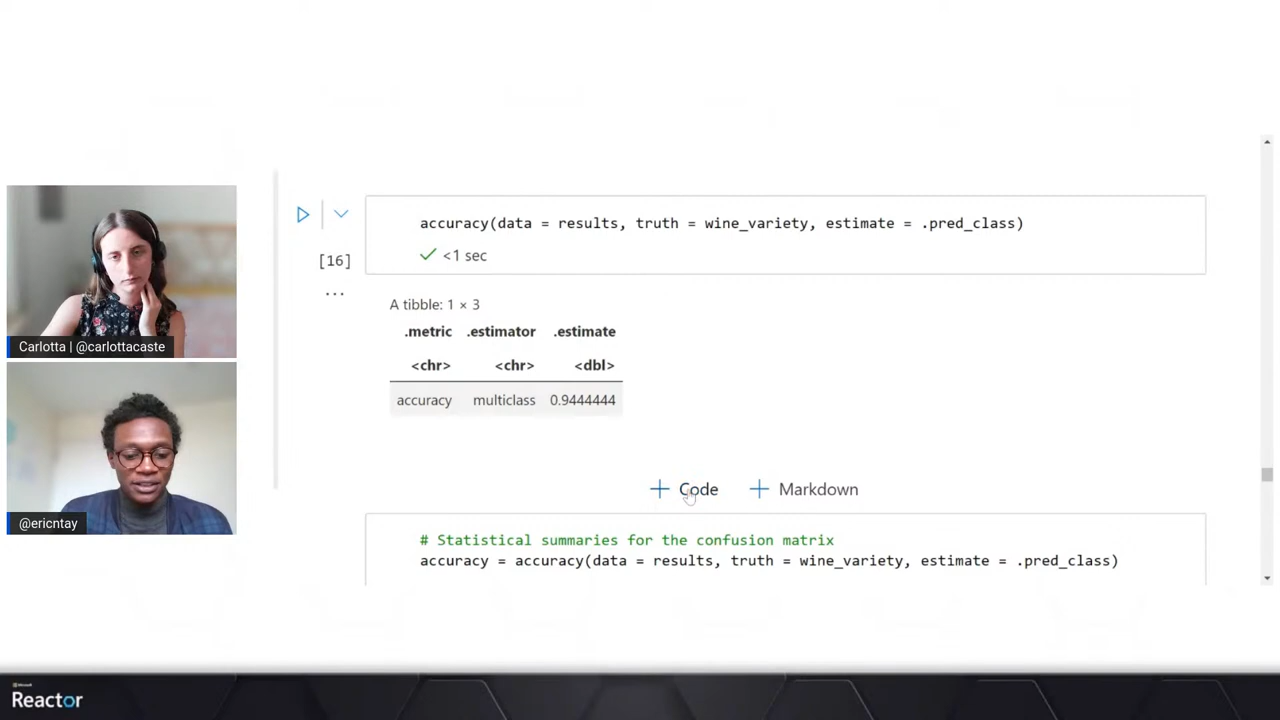 accuracy(data = results, truth = wine_variety, estimate = .pred_class)
<1 sec
[16]
...
A tibble: 1 × 3
.metric .estimator .estimate
<chr> <chr> <dbl>
accuracy multiclass 0.9444444
Code Markdown
# Statistical summaries for the confusion matrix
accuracy = accuracy(data = results, truth = wine_variety, estimate = .pred_class)
Carlotta | @carlottacaste
@ericntay
Microsoft
Reactor